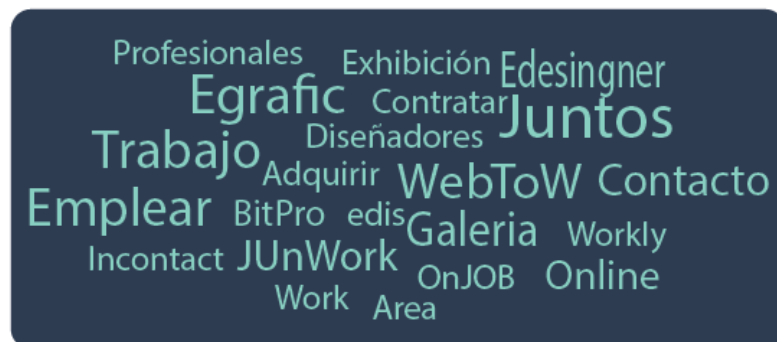 Profesionales Exhibición Edesingner
Egrafic Contratar Juntos
Trabajo Diseñadores
Adquirir WebToW Contacto
Emplear BitPro edis Galeria Workly
Incontact JUnWork OnJOB Online
Work Area